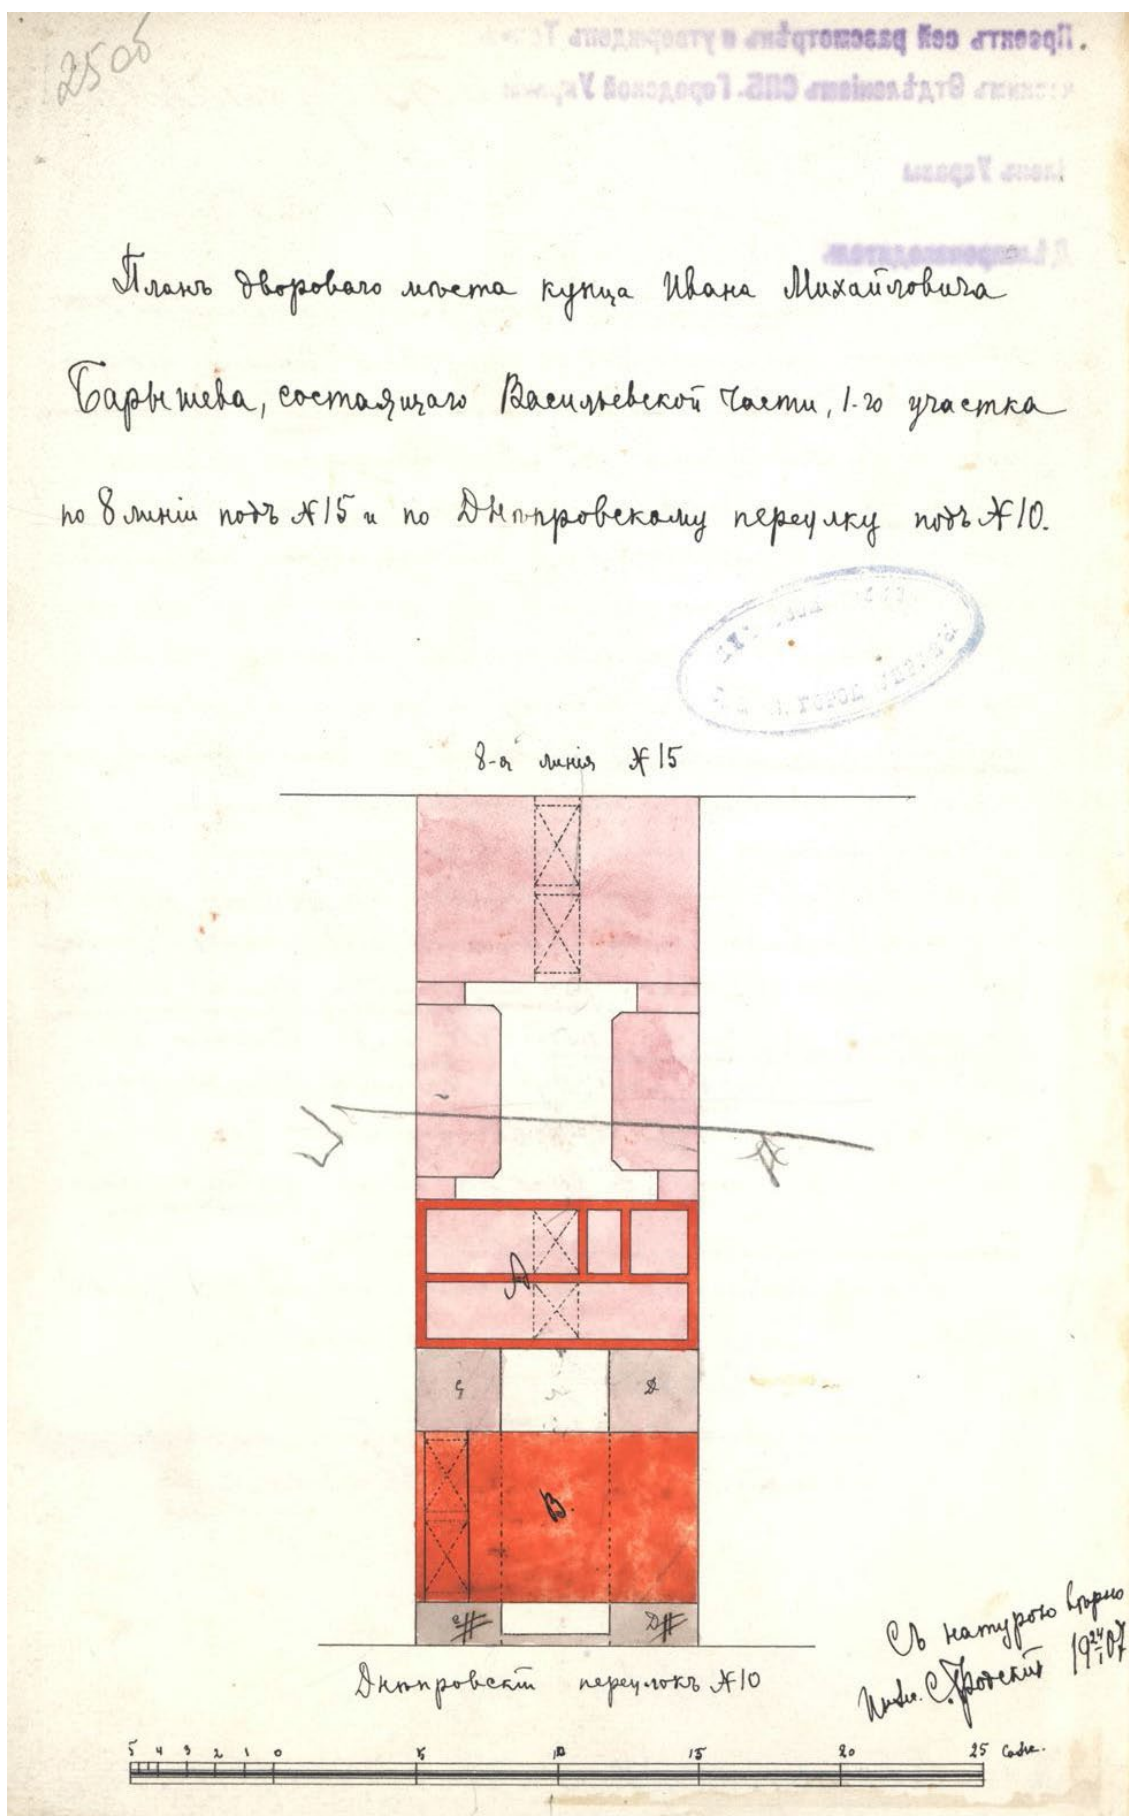 250б
Планъ двороваго мѣста купца Ивана Михайловича
Барышева, состоящаго Васильевской части, 1-го участка
по 8 линіи подъ №15 и по Днѣпровскому переулку подъ №10.
8-я линія №15
А
Д
В
Днѣпровскій переулокъ №10
Съ натурою вѣрно
19 24/I 07
5 4 3 2 1 0 5 10 15 20 25 Саж.